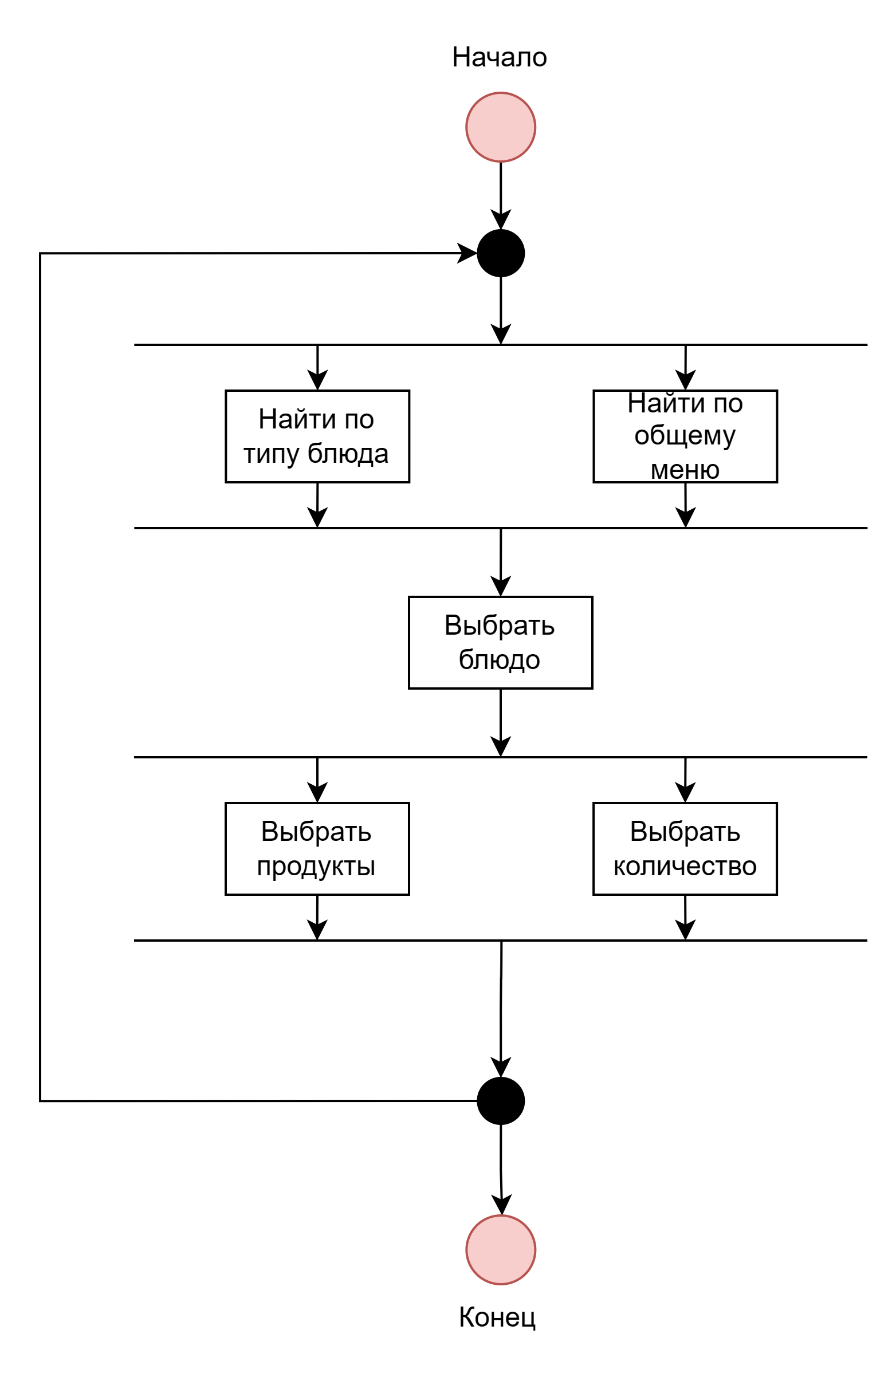 Начало
Найти по
типу блюда
Найти по
общему
меню
Выбрать
блюдо
Выбрать
продукты
Выбрать
количество
Конец